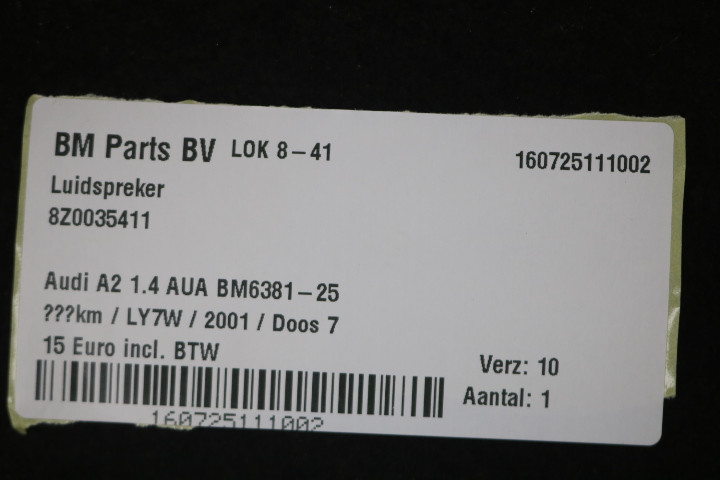 BM Parts BV LOK 8-41
160725111002
Luidspreker
8Z0035411
Audi A2 1.4 AUA BM6381-25
???km / LY7W / 2001 / Doos 7
15 Euro incl. BTW
Verz: 10
Aantal: 1
160725111002